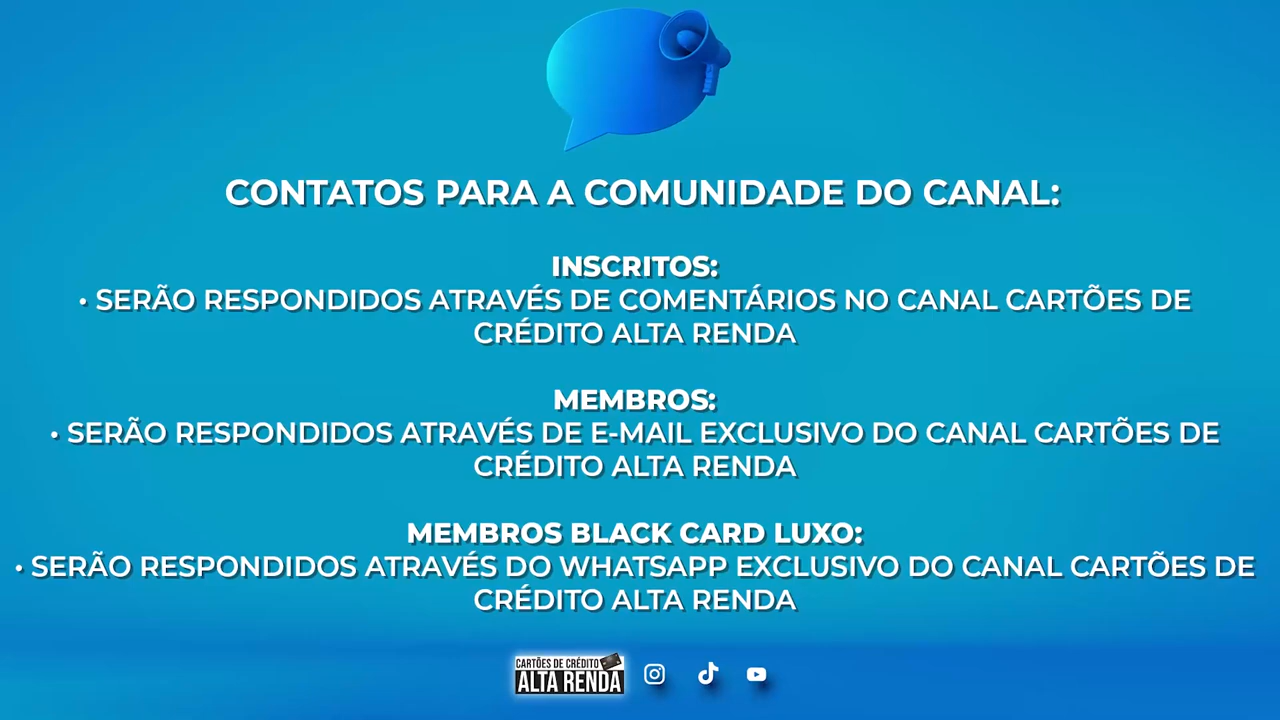 CONTATOS PARA A COMUNIDADE DO CANAL:
INSCRITOS:
• SERÃO RESPONDIDOS ATRAVÉS DE COMENTÁRIOS NO CANAL CARTÕES DE
CRÉDITO ALTA RENDA
MEMBROS:
• SERÃO RESPONDIDOS ATRAVÉS DE E-MAIL EXCLUSIVO DO CANAL CARTÕES DE
CRÉDITO ALTA RENDA
MEMBROS BLACK CARD LUXO:
• SERÃO RESPONDIDOS ATRAVÉS DO WHATSAPP EXCLUSIVO DO CANAL CARTÕES DE
CRÉDITO ALTA RENDA
CARTÕES DE CRÉDITO
ALTA RENDA